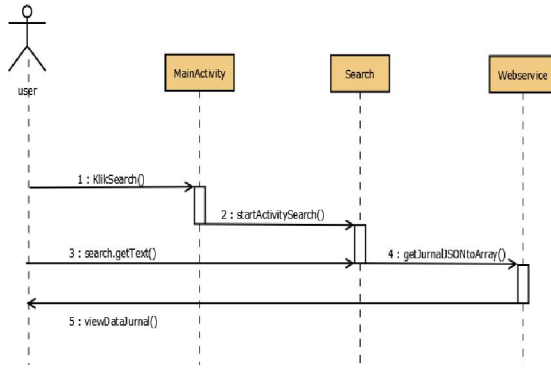 user
MainActivity
Search
Webservice
1 : KlikSearch()
2 : startActivitySearch()
3 : search.getText()
4 : getJurnalJSONtoArray()
5 : viewDataJurnal()